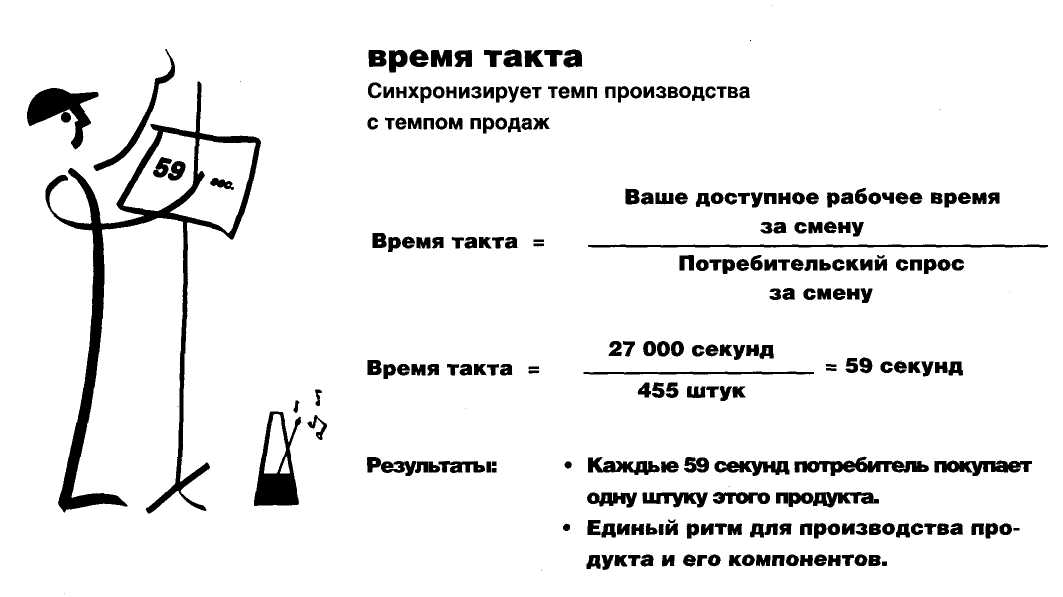 время такта
Синхронизирует темп производства
с темпом продаж
59 sec.
Ваше доступное рабочее время
за смену
Время такта =
Потребительский спрос
за смену
27 000 секунд
Время такта = = 59 секунд
455 штук
Результаты: • Каждые 59 секунд потребитель покупает
одну штуку этого продукта.
• Единый ритм для производства про-
дукта и его компонентов.